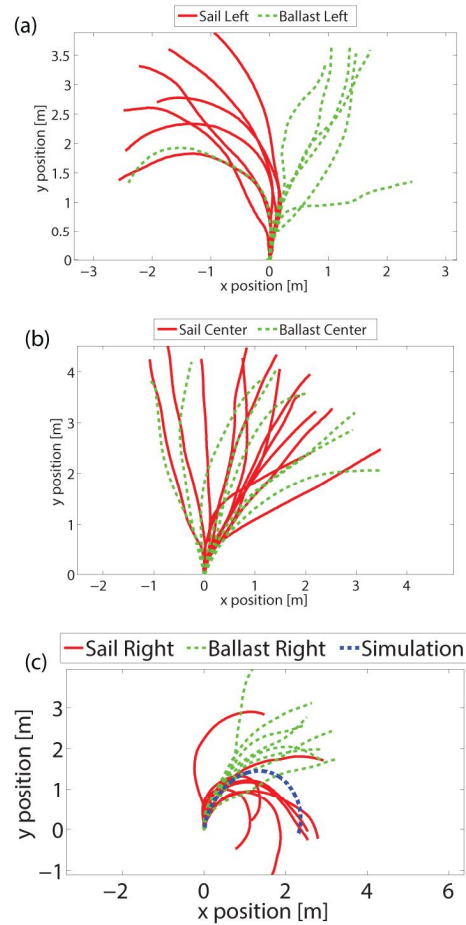 (a)
Sail Left Ballast Left
3.5
3
2.5
2
1.5
1
0.5
0
−3 −2 −1 0 1 2 3
y position [m]
x position [m]
(b)
Sail Center Ballast Center
4
3
2
1
0
−2 −1 0 1 2 3 4
y position [m]
x position [m]
(c)
Sail Right Ballast Right Simulation
3
2
1
0
−1
−2 0 2 4 6
y position [m]
x position [m]